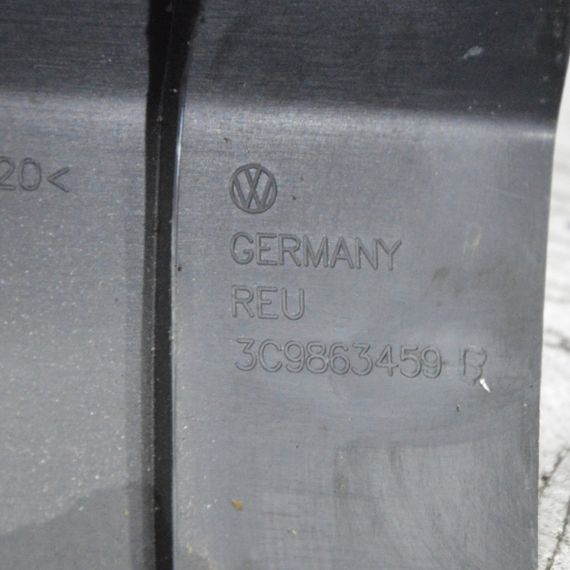 20<
GERMANY
REU
3C9863459 B